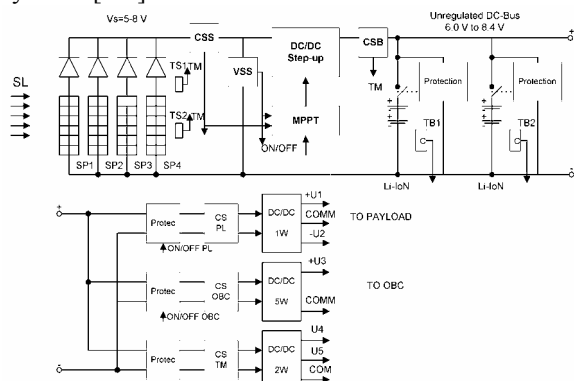 Vs=5-8 V
CSS
VSS
TS1
TM
TS2
TM
SL
SP1
SP2
SP3
SP4
DC/DC
Step-up
MPPT
ON/OFF
CSB
TM
Unregulated DC-Bus
6.0 V to 8.4 V
Protection
Protection
TB1
TB2
Li-IoN
Li-IoN
+
-
+
-
+
-
Protec
CS
PL
DC/DC
1W
+U1
COMM
-U2
TO PAYLOAD
ON/OFF PL
Protec
CS
OBC
DC/DC
5W
+U3
COMM
TO OBC
ON/OFF OBC
Protec
CS
TM
DC/DC
2W
U4
U5
COM